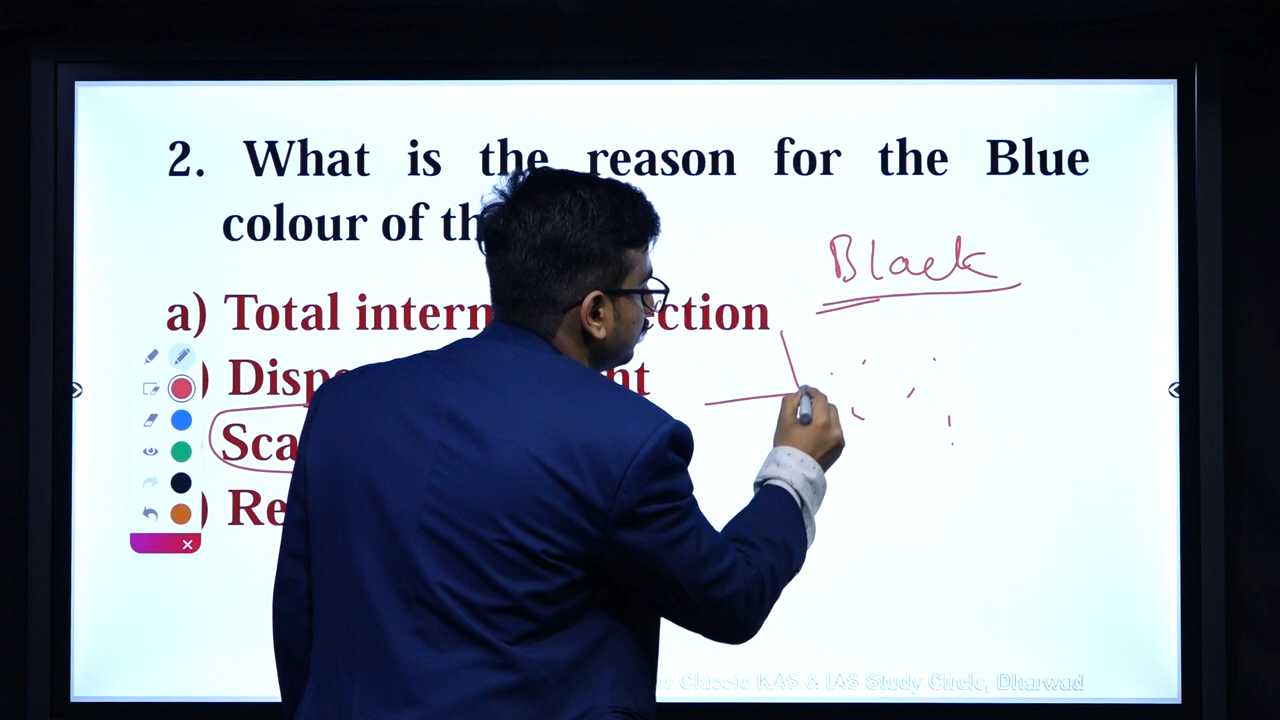 2. What is the reason for the Blue
colour of th
Black
a) Total intern ction
) Disp nt
Sca
) Re
Classic KAS & IAS Study Circle, Dharwad